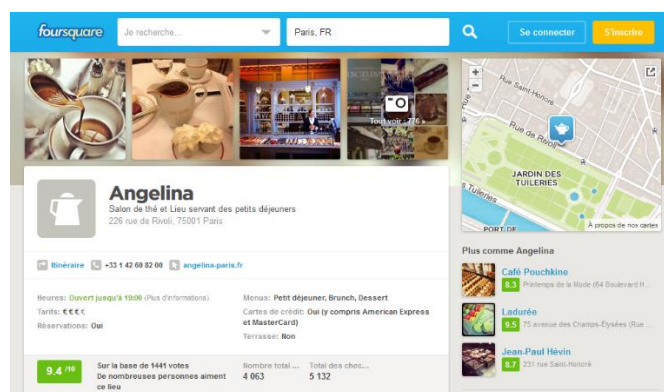 foursquare
Je recherche...
Paris, FR
Se connecter
S'inscrire
Tout voir : 776 »
Rue Saint-Honoré
Rue de Rivoli
JARDIN DES
TUILERIES
Tuileries
PORT DE
À propos de nos cartes
Angelina
Salon de thé et Lieu servant des petits déjeuners
226 rue de Rivoli, 75001 Paris
Itinéraire
+33 1 42 60 82 00
angelina-paris.fr
Heures: Ouvert jusqu'à 19:00 (Plus d'informations)
Tarifs: €€€€
Réservations: Oui
Menus: Petit déjeuner, Brunch, Dessert
Cartes de crédit: Oui (y compris American Express
et MasterCard)
Terrasse: Non
9.4 /10
Sur la base de 1441 votes
De nombreuses personnes aiment
ce lieu
Nombre total ...
4 063
Total des chec...
5 132
Plus comme Angelina
Café Pouchkine
8.3 Printemps de la Mode (64 Boulevard H...
Ladurée
9.5 75 avenue des Champs-Elysées (Rue ...
Jean-Paul Hévin
8.7 231 rue Saint-Honoré